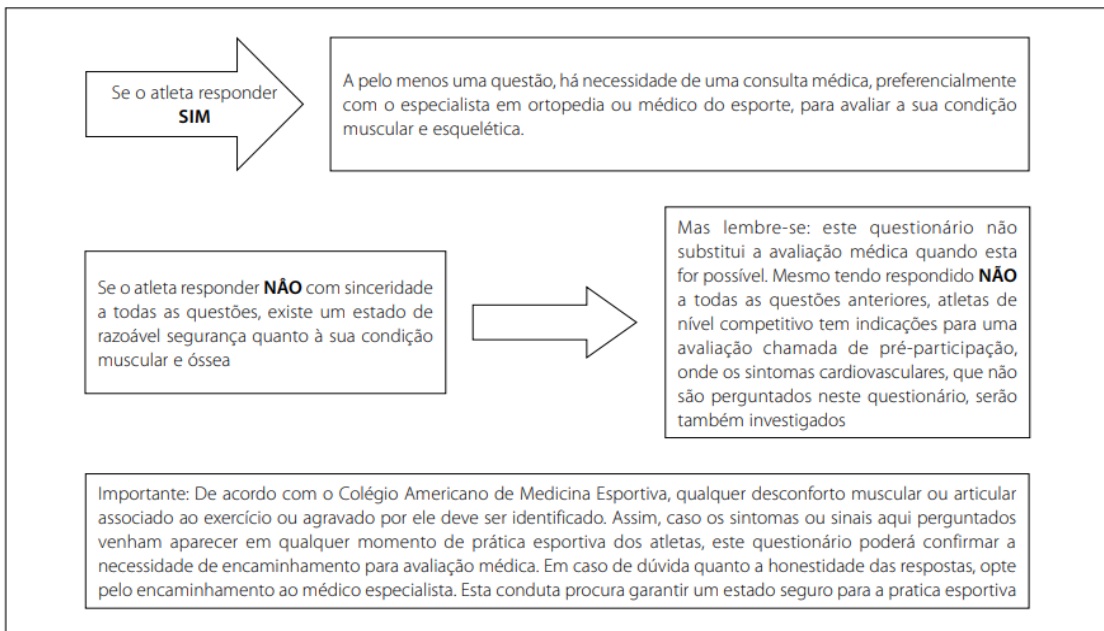 Se o atleta responder
SIM
A pelo menos uma questão, há necessidade de uma consulta médica, preferencialmente
com o especialista em ortopedia ou médico do esporte, para avaliar a sua condição
muscular e esquelética.
Se o atleta responder NÂO com sinceridade
a todas as questões, existe um estado de
razoável segurança quanto à sua condição
muscular e óssea
Mas lembre-se: este questionário não
substitui a avaliação médica quando esta
for possível. Mesmo tendo respondido NÃO
a todas as questões anteriores, atletas de
nível competitivo tem indicações para uma
avaliação chamada de pré-participação,
onde os sintomas cardiovasculares, que não
são perguntados neste questionário, serão
também investigados
Importante: De acordo com o Colégio Americano de Medicina Esportiva, qualquer desconforto muscular ou articular
associado ao exercício ou agravado por ele deve ser identificado. Assim, caso os sintomas ou sinais aqui perguntados
venham aparecer em qualquer momento de prática esportiva dos atletas, este questionário poderá confirmar a
necessidade de encaminhamento para avaliação médica. Em caso de dúvida quanto a honestidade das respostas, opte
pelo encaminhamento ao médico especialista. Esta conduta procura garantir um estado seguro para a pratica esportiva